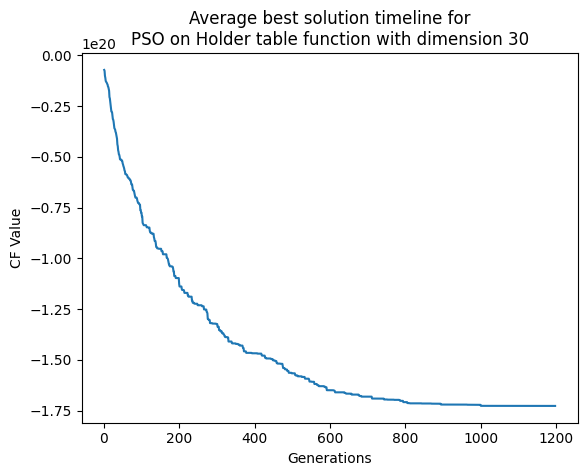 Average best solution timeline for
PSO on Holder table function with dimension 30
1e20
0.00
−0.25
−0.50
−0.75
−1.00
−1.25
−1.50
−1.75
CF Value
0 200 400 600 800 1000 1200
Generations